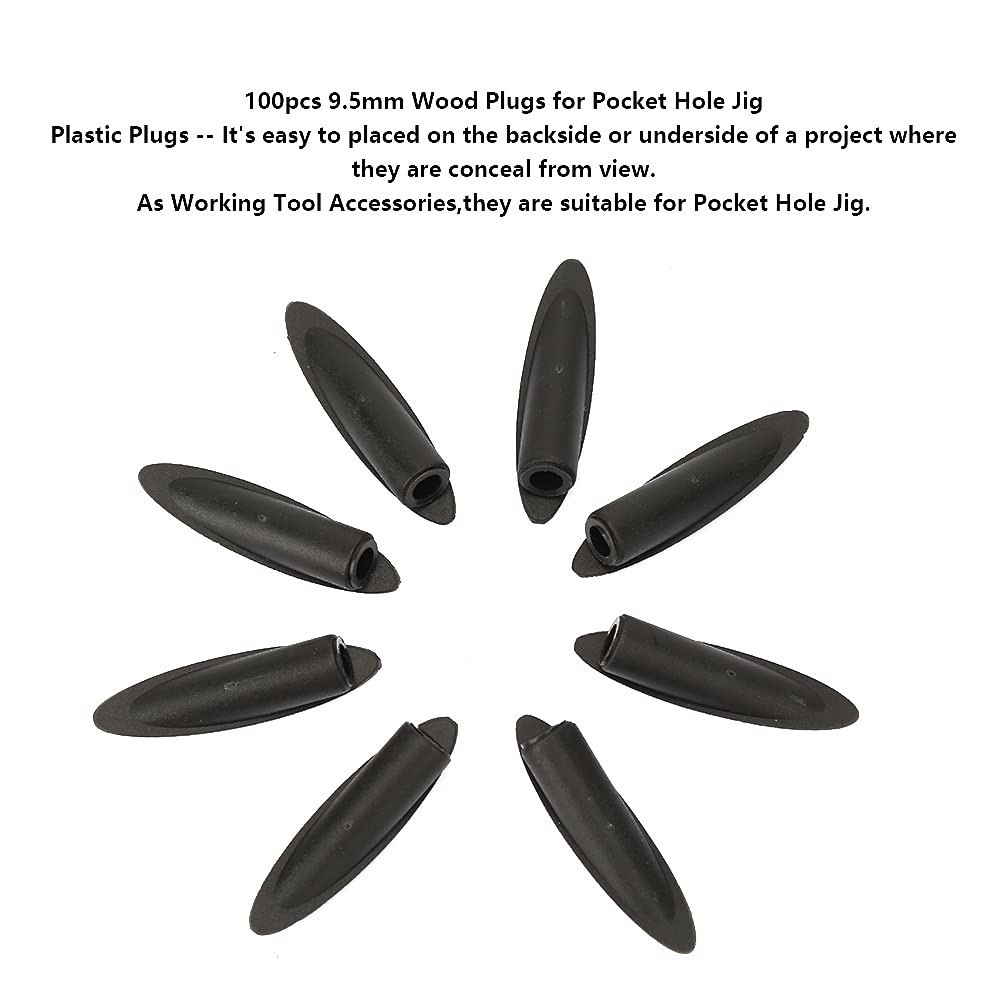 100pcs 9.5mm Wood Plugs for Pocket Hole Jig
Plastic Plugs -- It's easy to placed on the backside or underside of a project where
they are conceal from view.
As Working Tool Accessories,they are suitable for Pocket Hole Jig.